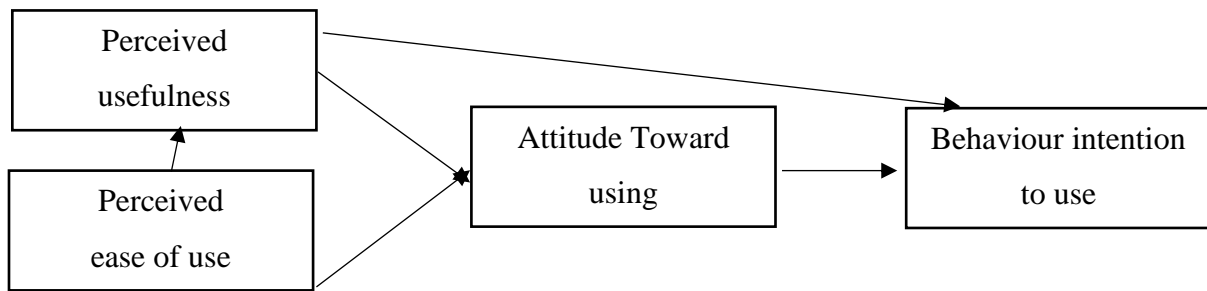 Perceived
usefulness
Perceived
ease of use
Attitude Toward
using
Behaviour intention
to use